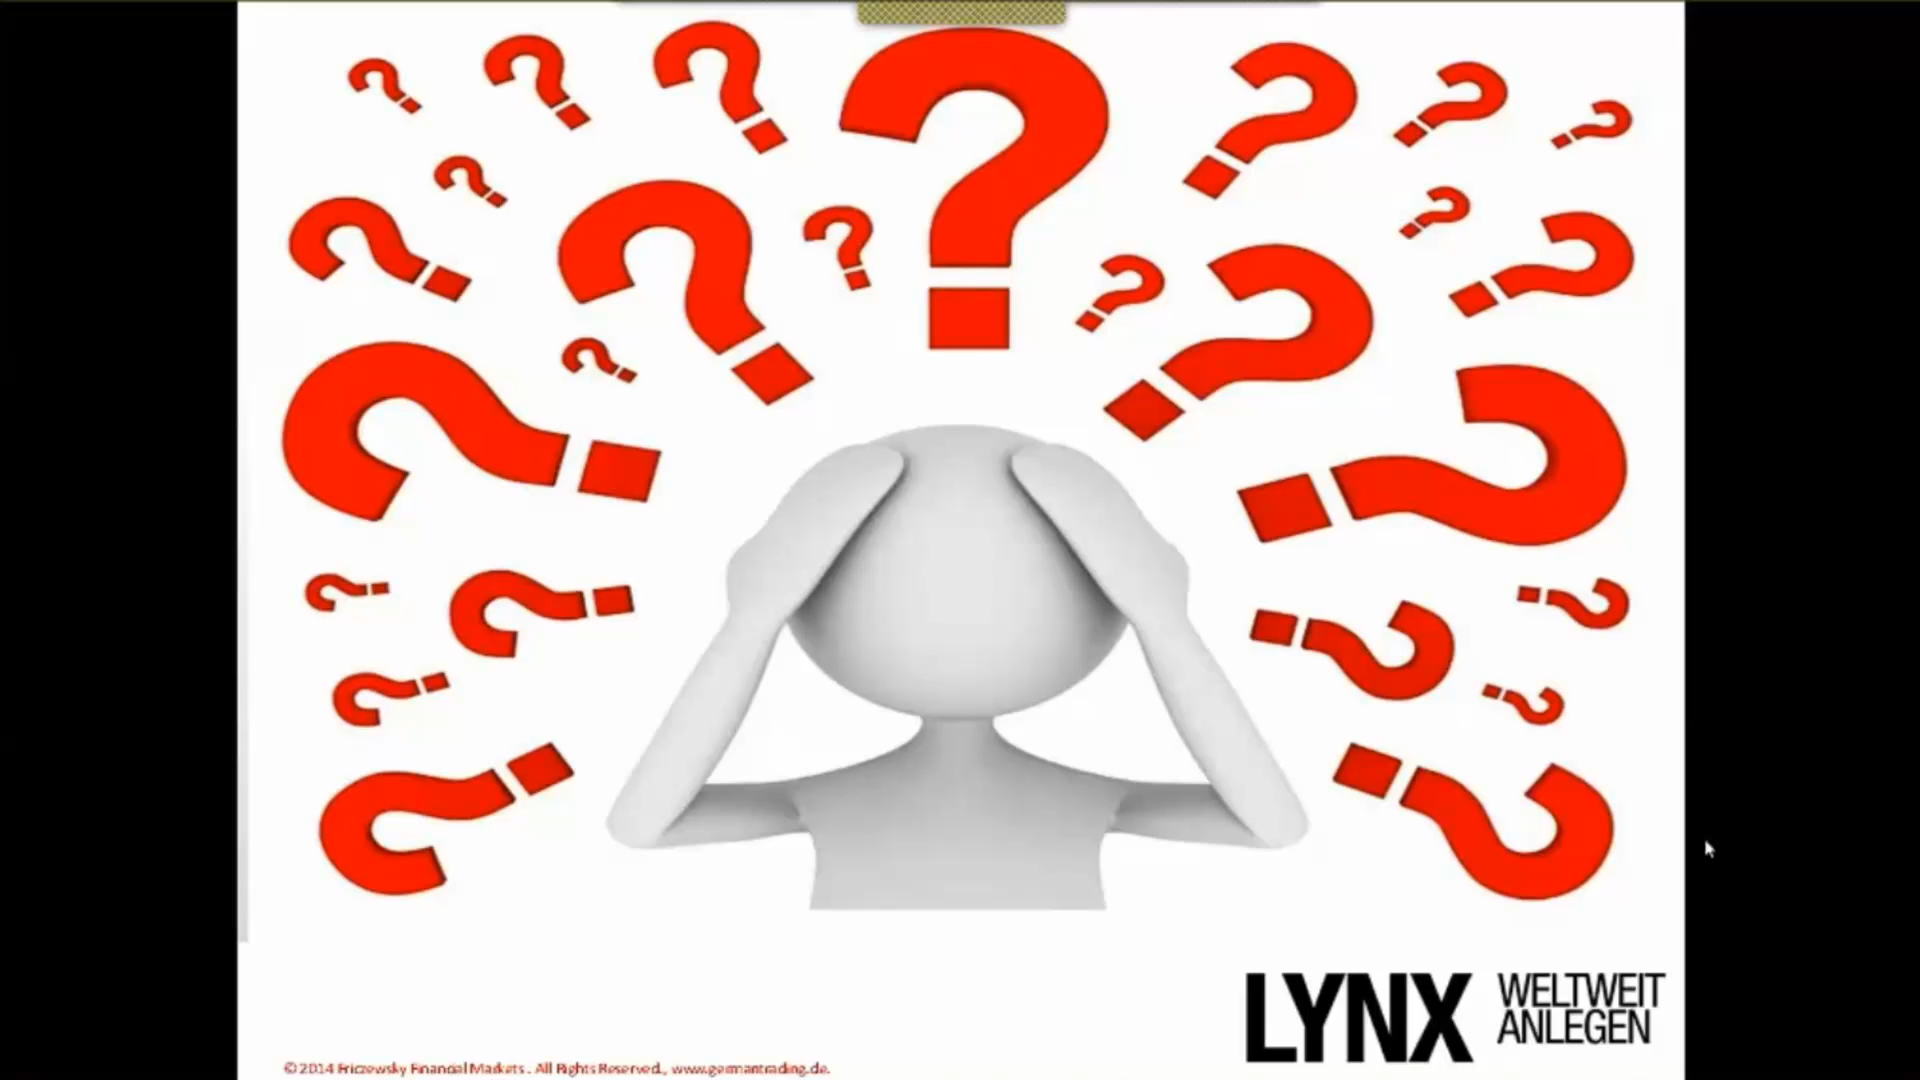 LYNX WELTWEIT
ANLEGEN
© 2014 Friczewsky Financial Markets . All Rights Reserved., www.germantrading.de.